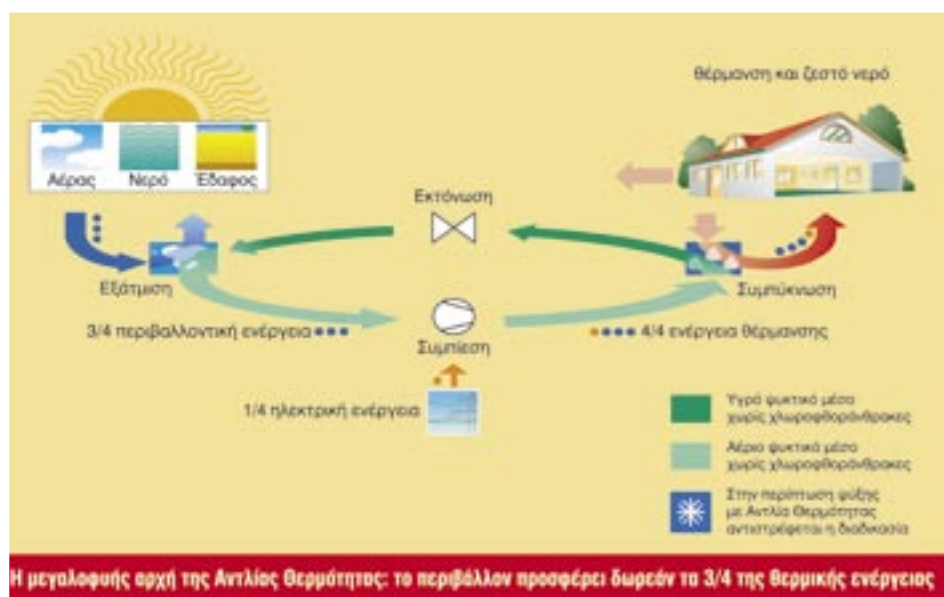 θέρμανση και ζεστό νερό
Αέρας Νερό Έδαφος
Εκτόνωση
Εξάτμιση
Συμπύκνωση
3/4 περιβαλλοντική ενέργεια
Συμπίεση
4/4 ενέργεια θέρμανσης
1/4 ηλεκτρική ενέργεια
Υγρό ψυκτικό μέσο
χωρίς χλωροφθοράνθρακες
Αέριο ψυκτικό μέσο
χωρίς χλωροφθοράνθρακες
Στην περίπτωση ψύξης
με Αντλία Θερμότητας
αντιστρέφεται η διαδικασία
Η μεγαλοφυής αρχή της Αντλίας Θερμότητας: το περιβάλλον προσφέρει δωρεάν τα 3/4 της θερμικής ενέργειας